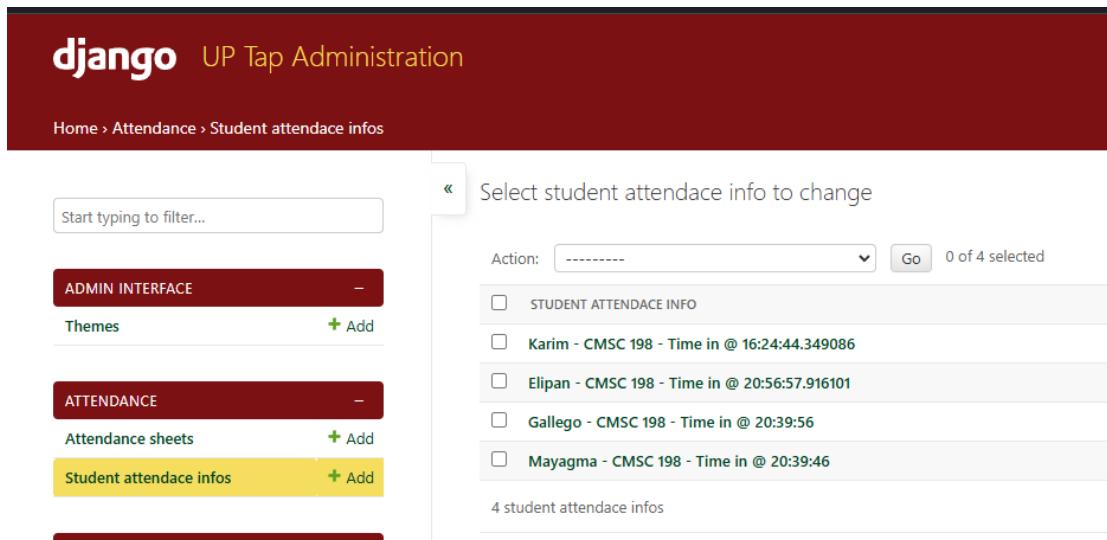 django UP Tap Administration
Home › Attendance › Student attendace infos
«
Select student attendace info to change
Start typing to filter...
Action: --------- Go 0 of 4 selected
ADMIN INTERFACE –
Themes + Add
ATTENDANCE –
Attendance sheets + Add
Student attendace infos + Add
STUDENT ATTENDACE INFO
Karim - CMSC 198 - Time in @ 16:24:44.349086
Elipan - CMSC 198 - Time in @ 20:56:57.916101
Gallego - CMSC 198 - Time in @ 20:39:56
Mayagma - CMSC 198 - Time in @ 20:39:46
4 student attendace infos